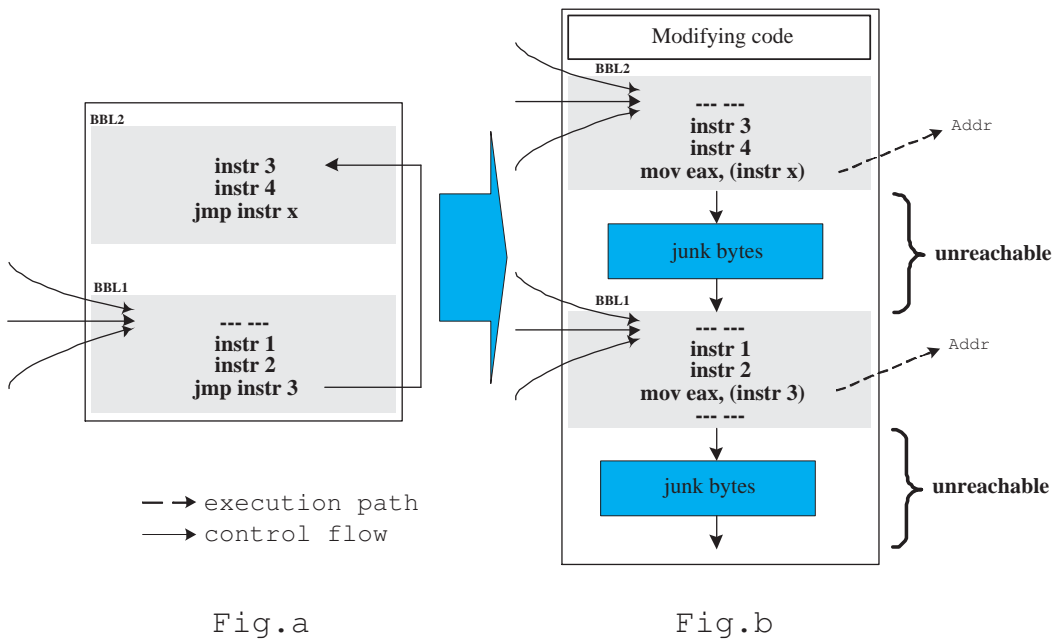 BBL2
instr 3
instr 4
jmp instr x
BBL1
--- ---
instr 1
instr 2
jmp instr 3
execution path
control flow
Fig.a
Modifying code
BBL2
--- ---
instr 3
instr 4
mov eax, (instr x)
Addr
junk bytes
unreachable
BBL1
--- ---
instr 1
instr 2
mov eax, (instr 3)
--- ---
Addr
junk bytes
unreachable
Fig.b